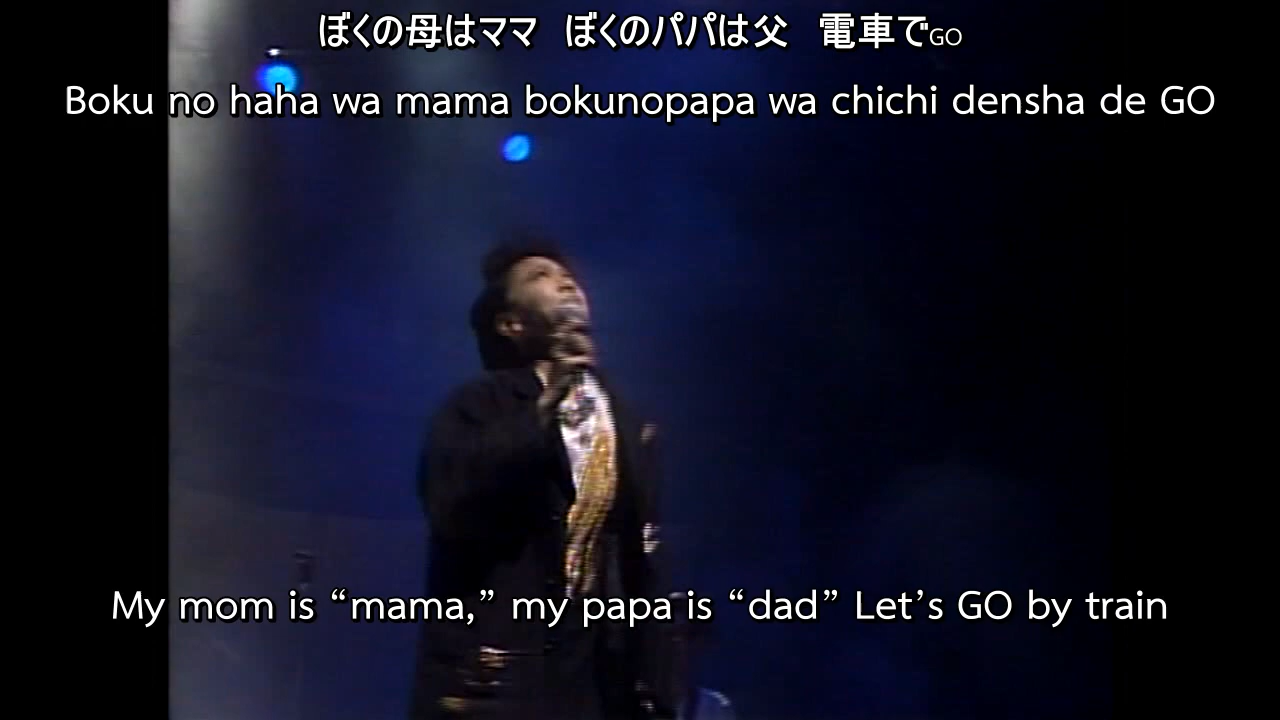 ぼくの母はママ　ぼくのパパは父　電車でGO
Boku no haha wa mama bokunopapa wa chichi densha de GO
My mom is “mama,” my papa is “dad” Let’s GO by train